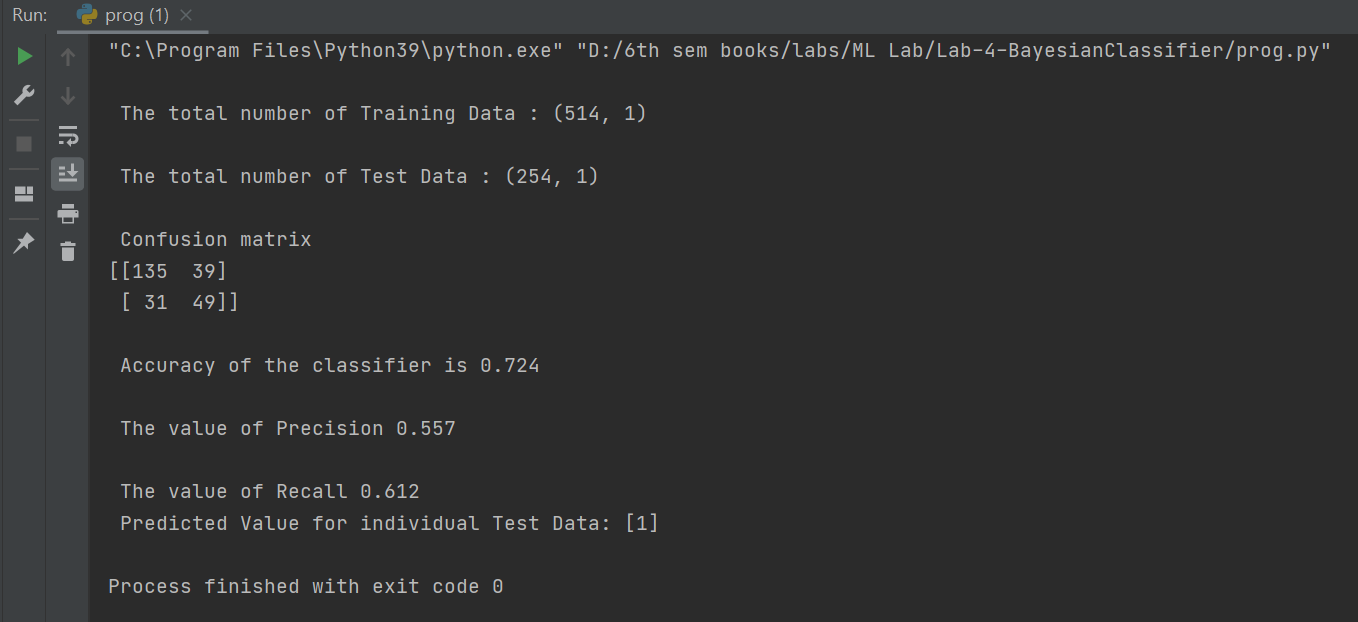 Run: prog (1)
"C:\Program Files\Python39\python.exe" "D:/6th sem books/labs/ML Lab/Lab-4-BayesianClassifier/prog.py"
The total number of Training Data : (514, 1)
The total number of Test Data : (254, 1)
Confusion matrix
[[135  39]
 [ 31  49]]
Accuracy of the classifier is 0.724
The value of Precision 0.557
The value of Recall 0.612
Predicted Value for individual Test Data: [1]
Process finished with exit code 0